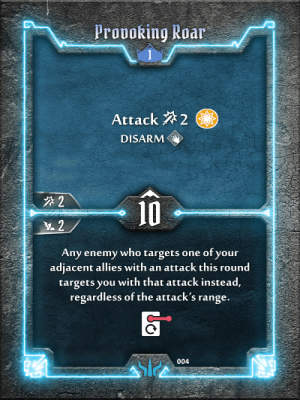 Provoking Roar
1
Attack 2
DISARM
2
10
2
Any enemy who targets one of your
adjacent allies with an attack this round
targets you with that attack instead,
regardless of the attack's range.
004